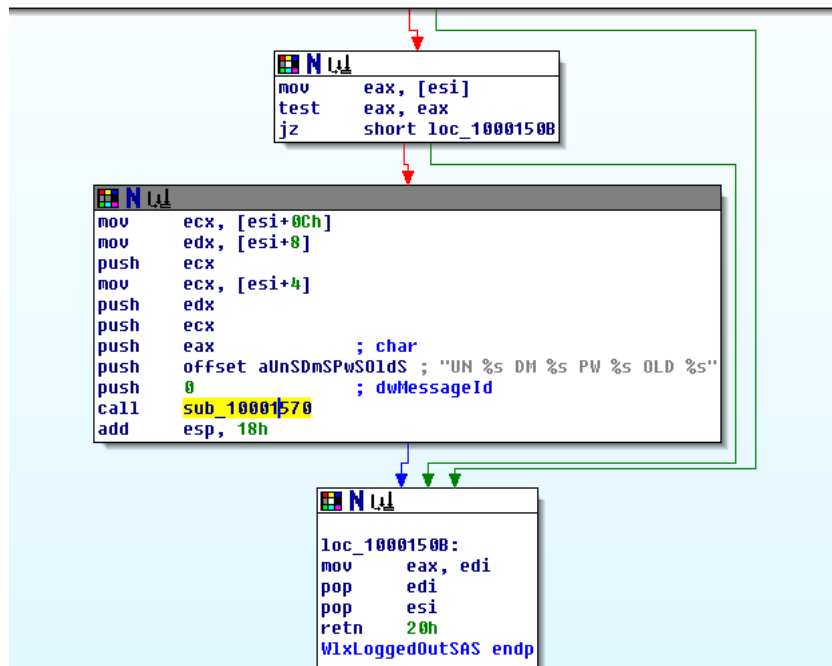 N
mov eax, [esi]
test eax, eax
jz short loc_1000150B
N
mov ecx, [esi+0Ch]
mov edx, [esi+8]
push ecx
mov ecx, [esi+4]
push edx
push ecx
push eax ; char
push offset aUnSDmSPwSOldS ; "UN %s DM %s PW %s OLD %s"
push 0 ; dwMessageId
call sub_10001570
add esp, 18h
N
loc_1000150B:
mov eax, edi
pop edi
pop esi
retn 20h
WlxLoggedOutSAS endp